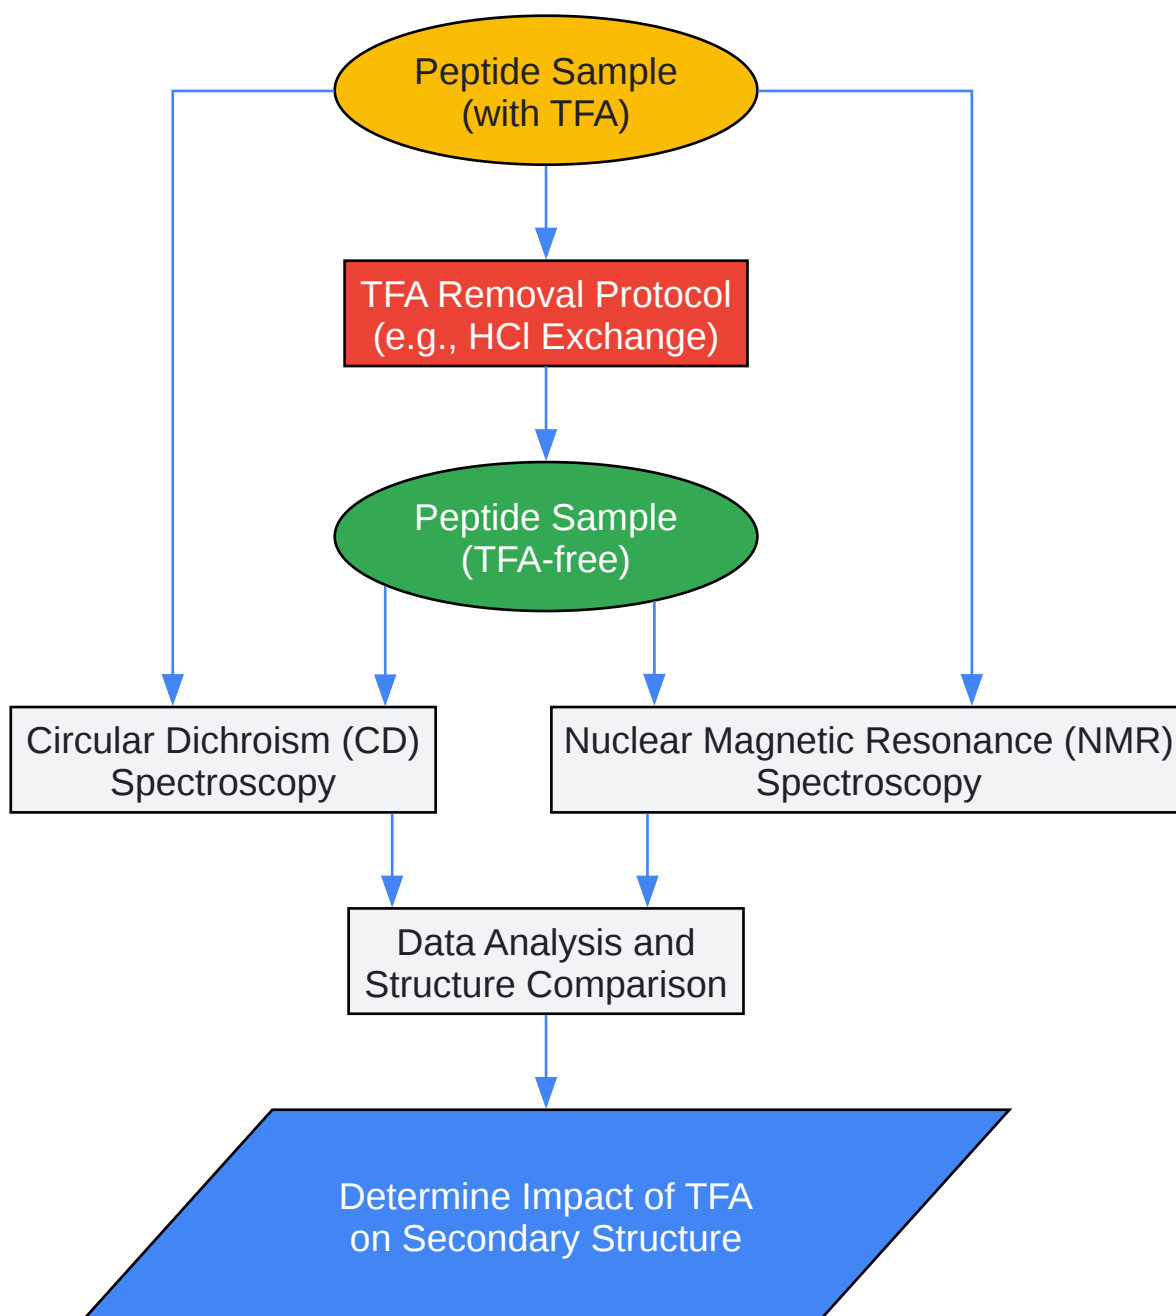 Peptide Sample
(with TFA)
TFA Removal Protocol
(e.g., HCl Exchange)
Peptide Sample
(TFA-free)
Circular Dichroism (CD)
Spectroscopy
Nuclear Magnetic Resonance (NMR)
Spectroscopy
Data Analysis and
Structure Comparison
Determine Impact of TFA
on Secondary Structure